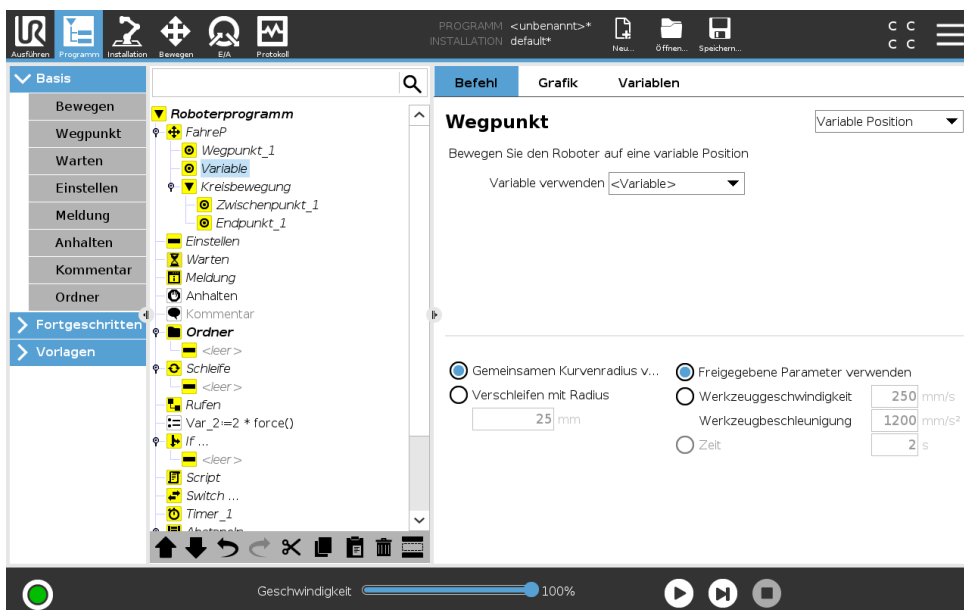 UR
PROGRAMM <unbenannt>*
INSTALLATION default*
Ausführen Programm Installation Bewegen E/A Protokoll Neu... Öffnen... Speichern...
C C
C C
Basis
Bewegen
Wegpunkt
Warten
Einstellen
Meldung
Anhalten
Kommentar
Ordner
Fortgeschritten
Vorlagen
Roboterprogramm
FahreP
Wegpunkt_1
Variable
Kreisbewegung
Zwischenpunkt_1
Endpunkt_1
Einstellen
Warten
Meldung
Anhalten
Kommentar
Ordner
<leer>
Schleife
<leer>
Rufen
Var_2:=2 * force()
If ...
<leer>
Script
Switch ...
Timer_1
Befehl Grafik Variablen
Wegpunkt
Variable Position
Bewegen Sie den Roboter auf eine variable Position
Variable verwenden <Variable>
Gemeinsamen Kurvenradius v...
Verschleifen mit Radius
25 mm
Freigegebene Parameter verwenden
Werkzeuggeschwindigkeit 250 mm/s
Werkzeugbeschleunigung 1200 mm/s²
Zeit 2 s
Geschwindigkeit 100%